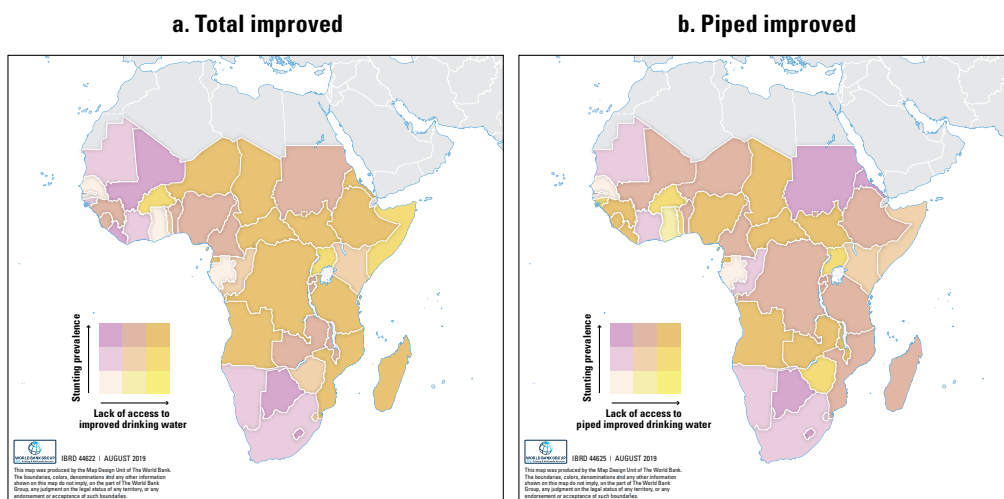 a. Total improved
Stunting prevalence
Lack of access to
improved drinking water
WORLD BANK GROUP
IBRD 44622 | AUGUST 2019
This map was produced by the Map Design Unit of The World Bank.
The boundaries, colors, denominations and any other information
shown on this map do not imply, on the part of The World Bank
Group, any judgment on the legal status of any territory, or any
endorsement or acceptance of such boundaries.
b. Piped improved
Stunting prevalence
Lack of access to
piped improved drinking water
WORLD BANK GROUP
IBRD 44625 | AUGUST 2019
This map was produced by the Map Design Unit of The World Bank.
The boundaries, colors, denominations and any other information
shown on this map do not imply, on the part of The World Bank
Group, any judgment on the legal status of any territory, or any
endorsement or acceptance of such boundaries.